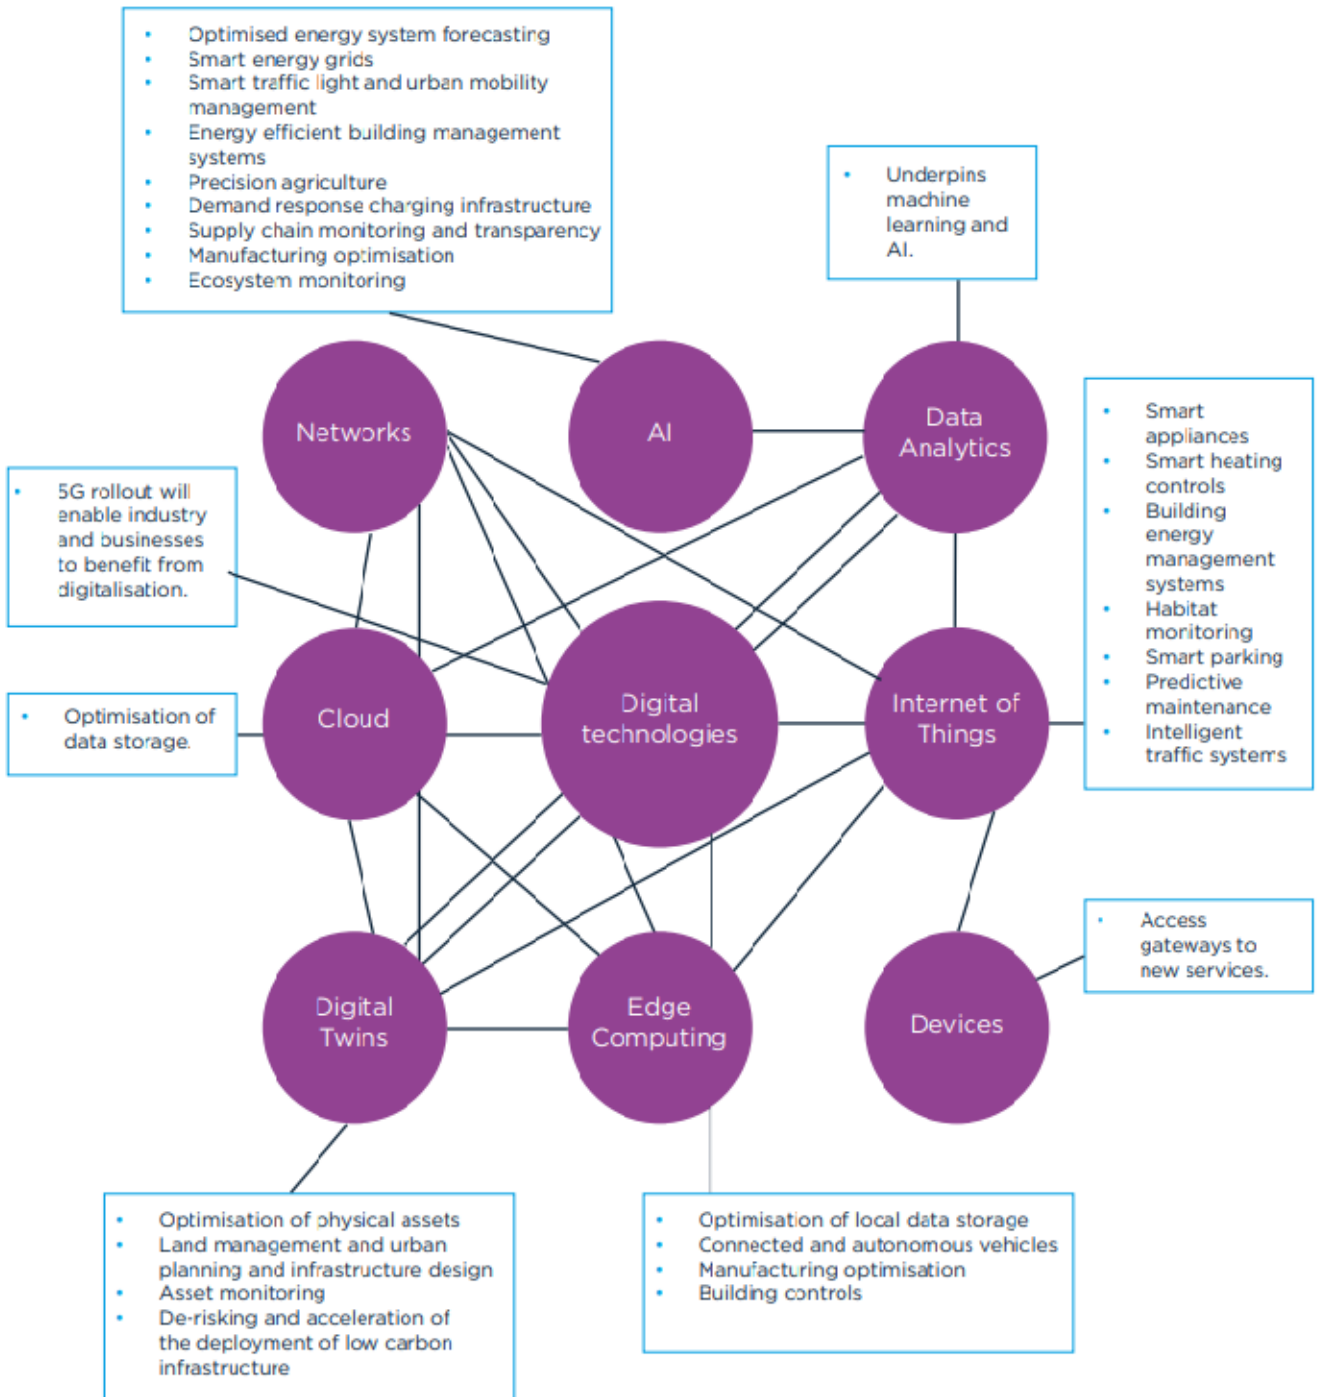 • Optimised energy system forecasting
• Smart energy grids
• Smart traffic light and urban mobility
management
• Energy efficient building management
systems
• Precision agriculture
• Demand response charging infrastructure
• Supply chain monitoring and transparency
• Manufacturing optimisation
• Ecosystem monitoring
• Underpins
machine
learning and
AI.
Networks
AI
Data
Analytics
• Smart
appliances
• Smart heating
controls
• Building
energy
management
systems
• Habitat
monitoring
• Smart parking
• Predictive
maintenance
• Intelligent
traffic systems
• 5G rollout will
enable industry
and businesses
to benefit from
digitalisation.
• Optimisation of
data storage.
Cloud
Digital
technologies
Internet of
Things
• Access
gateways to
new services.
Digital
Twins
Edge
Computing
Devices
• Optimisation of physical assets
• Land management and urban
planning and infrastructure design
• Asset monitoring
• De-risking and acceleration of
the deployment of low carbon
infrastructure
• Optimisation of local data storage
• Connected and autonomous vehicles
• Manufacturing optimisation
• Building controls